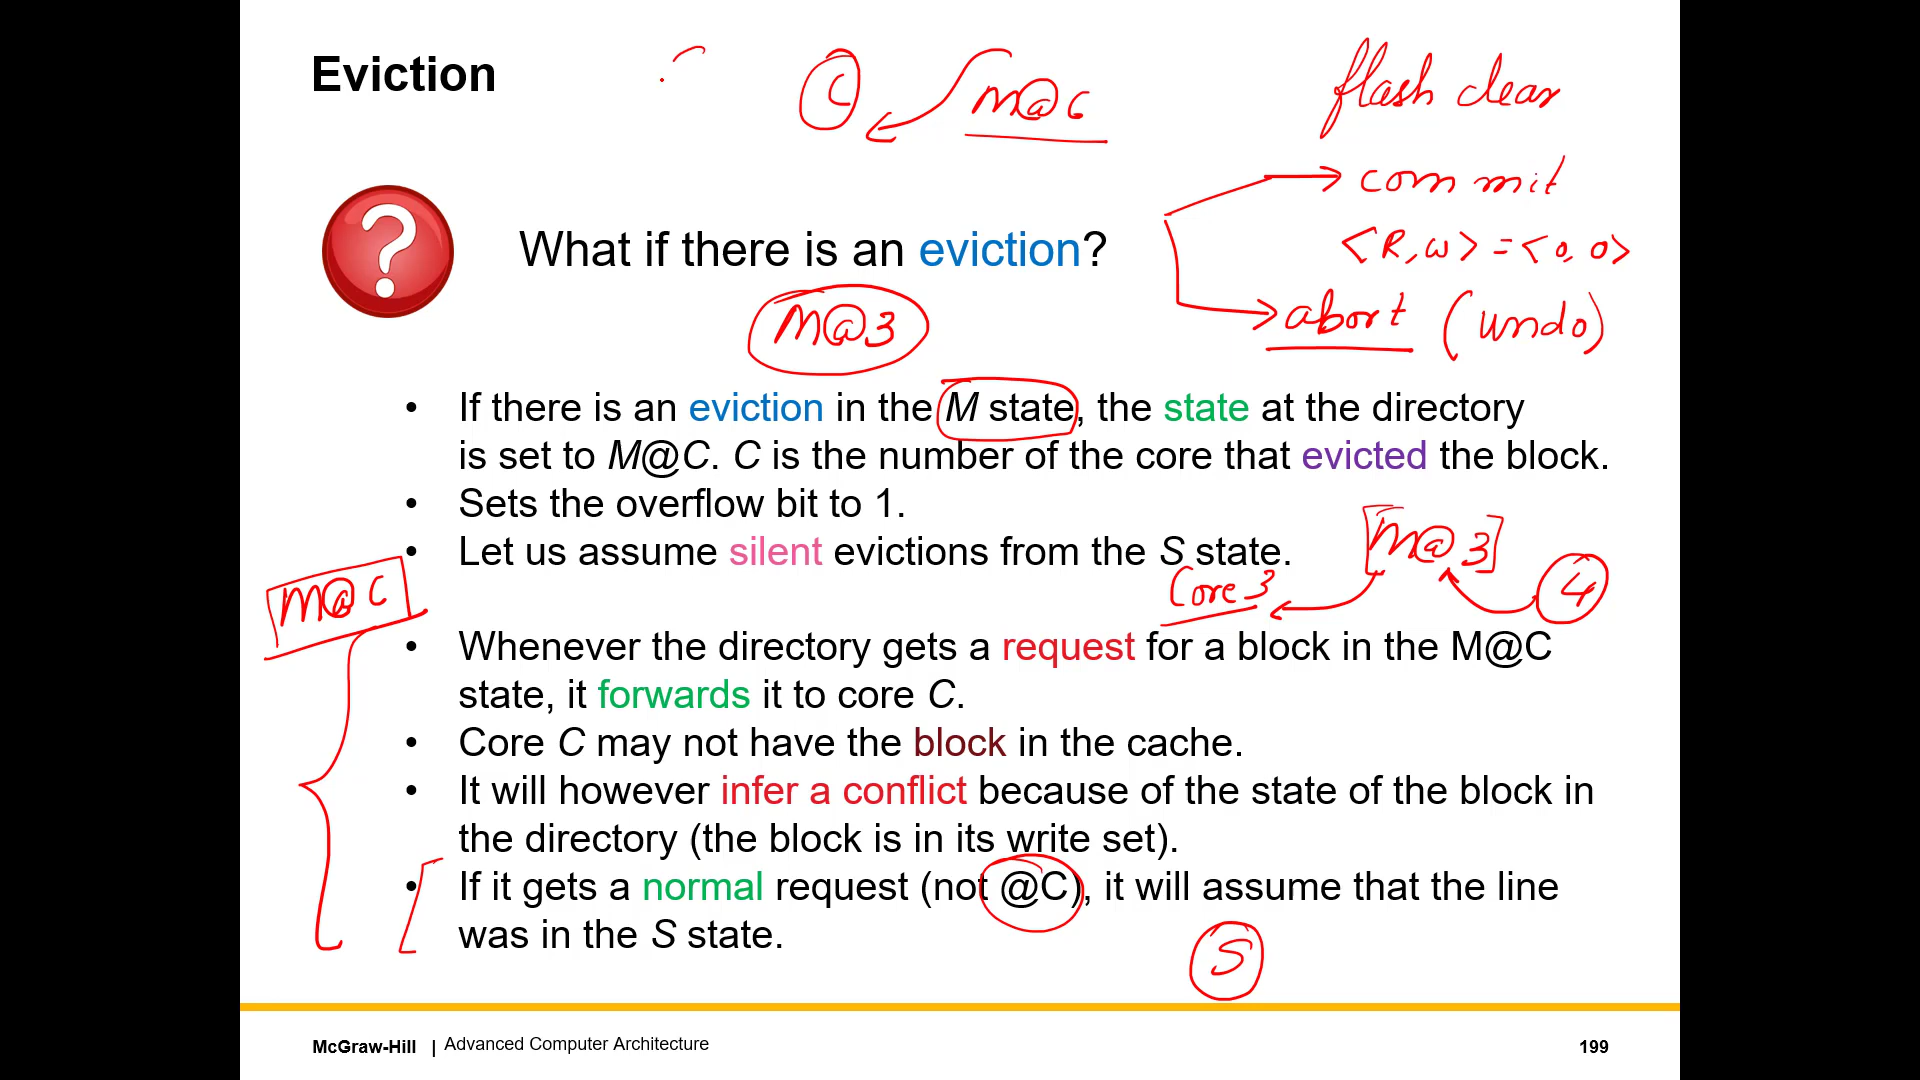 Eviction
C
M@C
flash clear
commit
What if there is an eviction?
<R, W> = <0, 0>
M@3
abort (undo)
• If there is an eviction in the M state, the state at the directory
is set to M@C. C is the number of the core that evicted the block.
• Sets the overflow bit to 1.
• Let us assume silent evictions from the S state.
[M@3]
M@C
Core 3
4
• Whenever the directory gets a request for a block in the M@C
state, it forwards it to core C.
• Core C may not have the block in the cache.
• It will however infer a conflict because of the state of the block in
the directory (the block is in its write set).
• If it gets a normal request (not @C), it will assume that the line
was in the S state.
S
McGraw-Hill | Advanced Computer Architecture
199